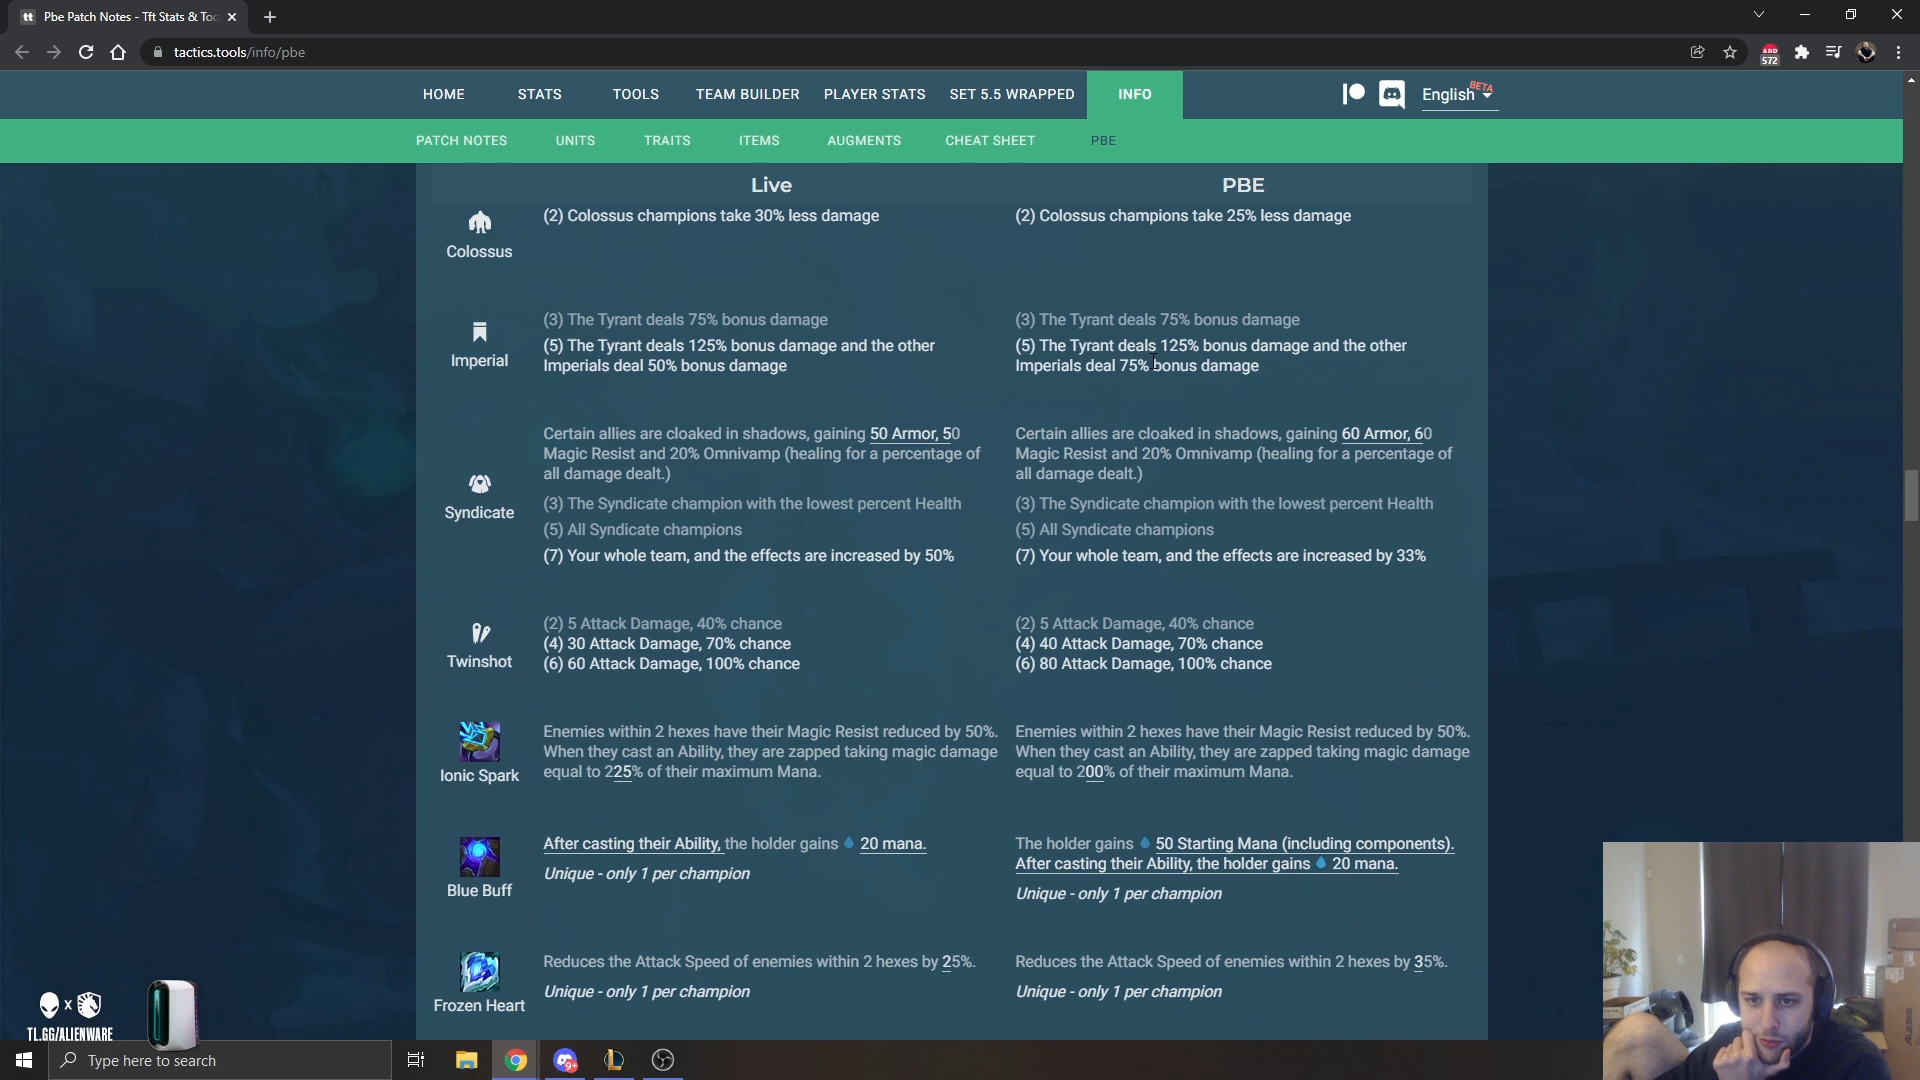 Pbe Patch Notes - Tft Stats & Too
tactics.tools/info/pbe
ABP
572
HOME
STATS
TOOLS
TEAM BUILDER
PLAYER STATS
SET 5.5 WRAPPED
INFO
English
BETA
PATCH NOTES
UNITS
TRAITS
ITEMS
AUGMENTS
CHEAT SHEET
PBE
Live
PBE
Colossus
(2) Colossus champions take 30% less damage
(2) Colossus champions take 25% less damage
Imperial
(3) The Tyrant deals 75% bonus damage
(5) The Tyrant deals 125% bonus damage and the other
Imperials deal 50% bonus damage
(3) The Tyrant deals 75% bonus damage
(5) The Tyrant deals 125% bonus damage and the other
Imperials deal 75% bonus damage
Syndicate
Certain allies are cloaked in shadows, gaining 50 Armor, 50
Magic Resist and 20% Omnivamp (healing for a percentage of
all damage dealt.)
(3) The Syndicate champion with the lowest percent Health
(5) All Syndicate champions
(7) Your whole team, and the effects are increased by 50%
Certain allies are cloaked in shadows, gaining 60 Armor, 60
Magic Resist and 20% Omnivamp (healing for a percentage of
all damage dealt.)
(3) The Syndicate champion with the lowest percent Health
(5) All Syndicate champions
(7) Your whole team, and the effects are increased by 33%
Twinshot
(2) 5 Attack Damage, 40% chance
(4) 30 Attack Damage, 70% chance
(6) 60 Attack Damage, 100% chance
(2) 5 Attack Damage, 40% chance
(4) 40 Attack Damage, 70% chance
(6) 80 Attack Damage, 100% chance
Ionic Spark
Enemies within 2 hexes have their Magic Resist reduced by 50%.
When they cast an Ability, they are zapped taking magic damage
equal to 225% of their maximum Mana.
Enemies within 2 hexes have their Magic Resist reduced by 50%.
When they cast an Ability, they are zapped taking magic damage
equal to 200% of their maximum Mana.
Blue Buff
After casting their Ability, the holder gains 20 mana.
Unique - only 1 per champion
The holder gains 50 Starting Mana (including components).
After casting their Ability, the holder gains 20 mana.
Unique - only 1 per champion
Frozen Heart
Reduces the Attack Speed of enemies within 2 hexes by 25%.
Unique - only 1 per champion
Reduces the Attack Speed of enemies within 2 hexes by 35%.
Unique - only 1 per champion
x
TL.GG/ALIENWARE
Type here to search
9+